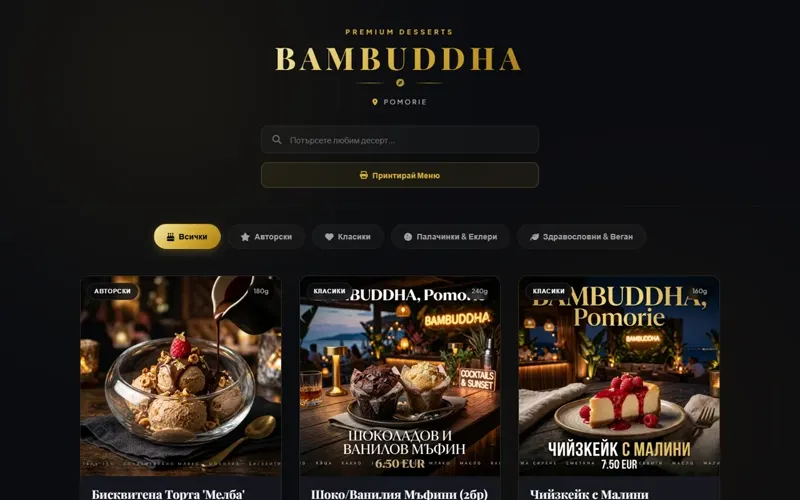 PREMIUM DESSERTS
BAMBUDDHA
POMORIE
Потърсете любим десерт...
Принтирай Меню
Всички
Авторски
Класики
Палачинки & Еклери
Здравословни & Веган
АВТОРСКИ
180g
Бисквитена Торта 'Мелба'
КЛАСИКИ
240g
BUDDHA, Pomorie
BAMBUDDHA
COCKTAILS
& SUNSET
ШОКОЛАДОВ И
ВАНИЛОВ МЪФИН
6.50 EUR
Шоко/Ванилия Мъфини (2бр)
КЛАСИКИ
160g
BAMBUDDHA,
Pomorie
BAMBUDDHA
ЧИЙЗКЕЙК С МАЛИНИ
7.50 EUR
Чийзкейк с Малини